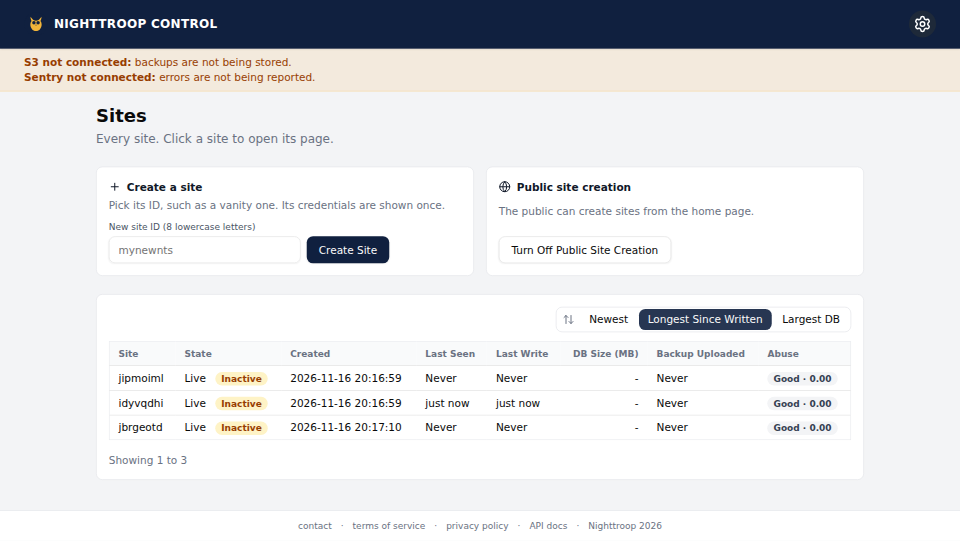 NIGHTTROOP CONTROL
S3 not connected: backups are not being stored.
Sentry not connected: errors are not being reported.
Sites
Every site. Click a site to open its page.
Create a site
Pick its ID, such as a vanity one. Its credentials are shown once.
New site ID (8 lowercase letters)
mynewnts
Create Site
Public site creation
The public can create sites from the home page.
Turn Off Public Site Creation
Newest Longest Since Written Largest DB
Site State Created Last Seen Last Write DB Size (MB) Backup Uploaded Abuse
jipmoiml Live Inactive 2026-11-16 20:16:59 Never Never - Never Good · 0.00
idyvqdhi Live Inactive 2026-11-16 20:16:59 just now just now - Never Good · 0.00
jbrgeotd Live Inactive 2026-11-16 20:17:10 Never Never - Never Good · 0.00
Showing 1 to 3
contact · terms of service · privacy policy · API docs · Nighttroop 2026